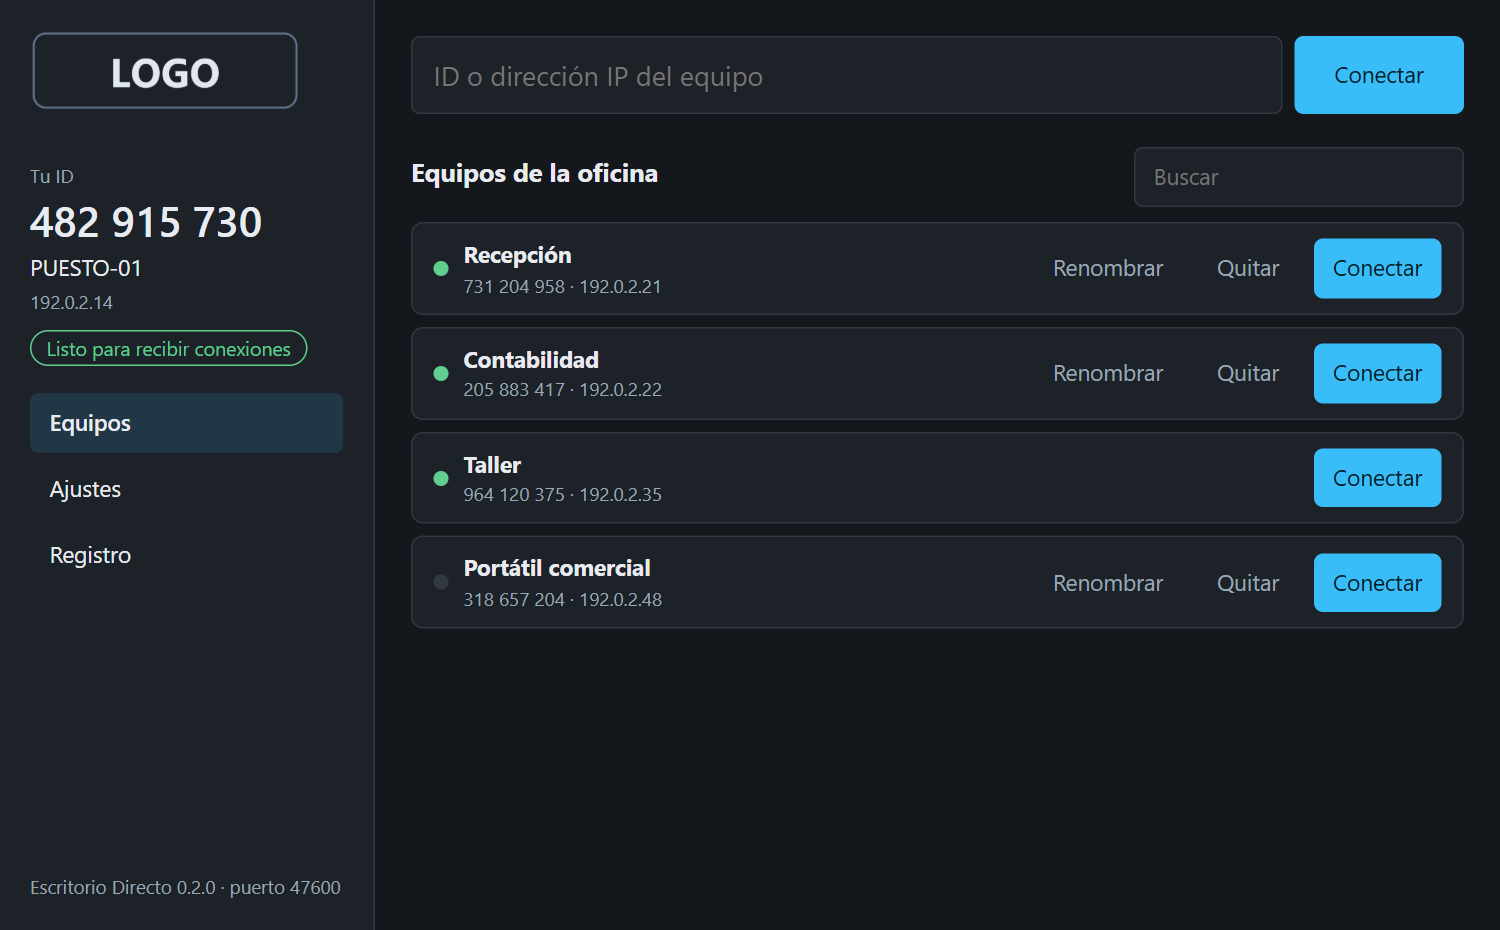 LOGO
Tu ID
482 915 730
PUESTO-01
192.0.2.14
Listo para recibir conexiones
Equipos
Ajustes
Registro
Escritorio Directo 0.2.0 · puerto 47600
ID o dirección IP del equipo
Conectar
Equipos de la oficina
Buscar
Recepción
731 204 958 · 192.0.2.21
Renombrar
Quitar
Conectar
Contabilidad
205 883 417 · 192.0.2.22
Renombrar
Quitar
Conectar
Taller
964 120 375 · 192.0.2.35
Conectar
Portátil comercial
318 657 204 · 192.0.2.48
Renombrar
Quitar
Conectar